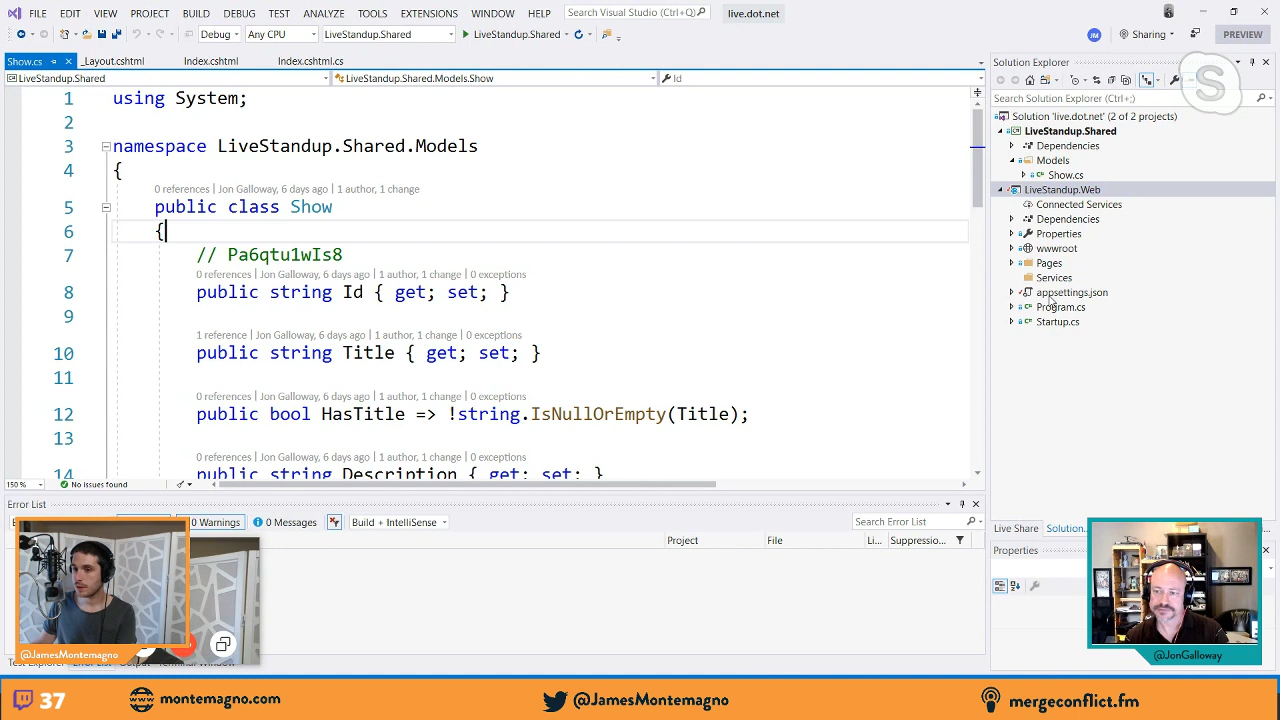 FILE EDIT VIEW PROJECT BUILD DEBUG TEST ANALYZE TOOLS EXTENSIONS WINDOW HELP Search Visual Studio (Ctrl+Q) live.dot.net
Debug Any CPU LiveStandup.Shared LiveStandup.Shared JM Sharing PREVIEW
Show.cs _Layout.cshtml Index.cshtml Index.cshtml.cs
LiveStandup.Shared LiveStandup.Shared.Models.Show Id
1 using System;
2
3 namespace LiveStandup.Shared.Models
4 {
0 references | Jon Galloway, 6 days ago | 1 author, 1 change
5 public class Show
6 {
7 // Pa6qtu1wIs8
0 references | Jon Galloway, 6 days ago | 1 author, 1 change | 0 exceptions
8 public string Id { get; set; }
9
1 reference | Jon Galloway, 6 days ago | 1 author, 1 change | 0 exceptions
10 public string Title { get; set; }
11
0 references | Jon Galloway, 6 days ago | 1 author, 1 change | 0 exceptions
12 public bool HasTitle => !string.IsNullOrEmpty(Title);
13
0 references | Jon Galloway, 6 days ago | 1 author, 1 change | 0 exceptions
14 public string Description { get; set; }
150 % No issues found
Solution Explorer
Search Solution Explorer (Ctrl+;)
Solution 'live.dot.net' (2 of 2 projects)
LiveStandup.Shared
Dependencies
Models
Show.cs
LiveStandup.Web
Connected Services
Dependencies
Properties
wwwroot
Pages
Services
appsettings.json
Program.cs
Startup.cs
Live Share Solution...
Properties
Error List
0 Warnings 0 Messages Build + IntelliSense Search Error List
Project File Li... Suppressio...
@JamesMontemagno
@JonGalloway
37 montemagno.com @JamesMontemagno mergeconflict.fm